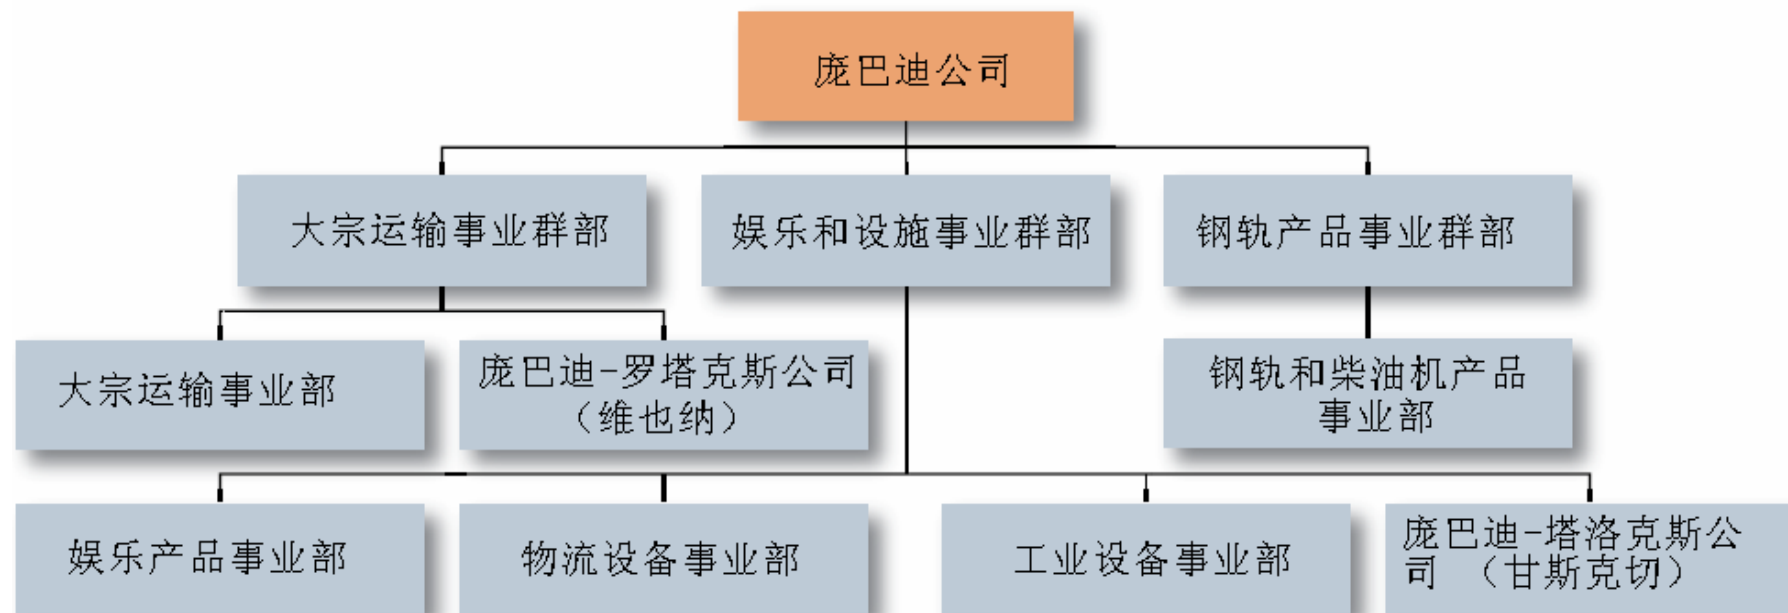 庞巴迪公司
大宗运输事业群部
娱乐和设施事业群部
钢轨产品事业群部
大宗运输事业部
庞巴迪-罗塔克斯公司
（维也纳）
钢轨和柴油机产品
事业部
娱乐产品事业部
物流设备事业部
工业设备事业部
庞巴迪-塔洛克斯公
司 （甘斯克切）